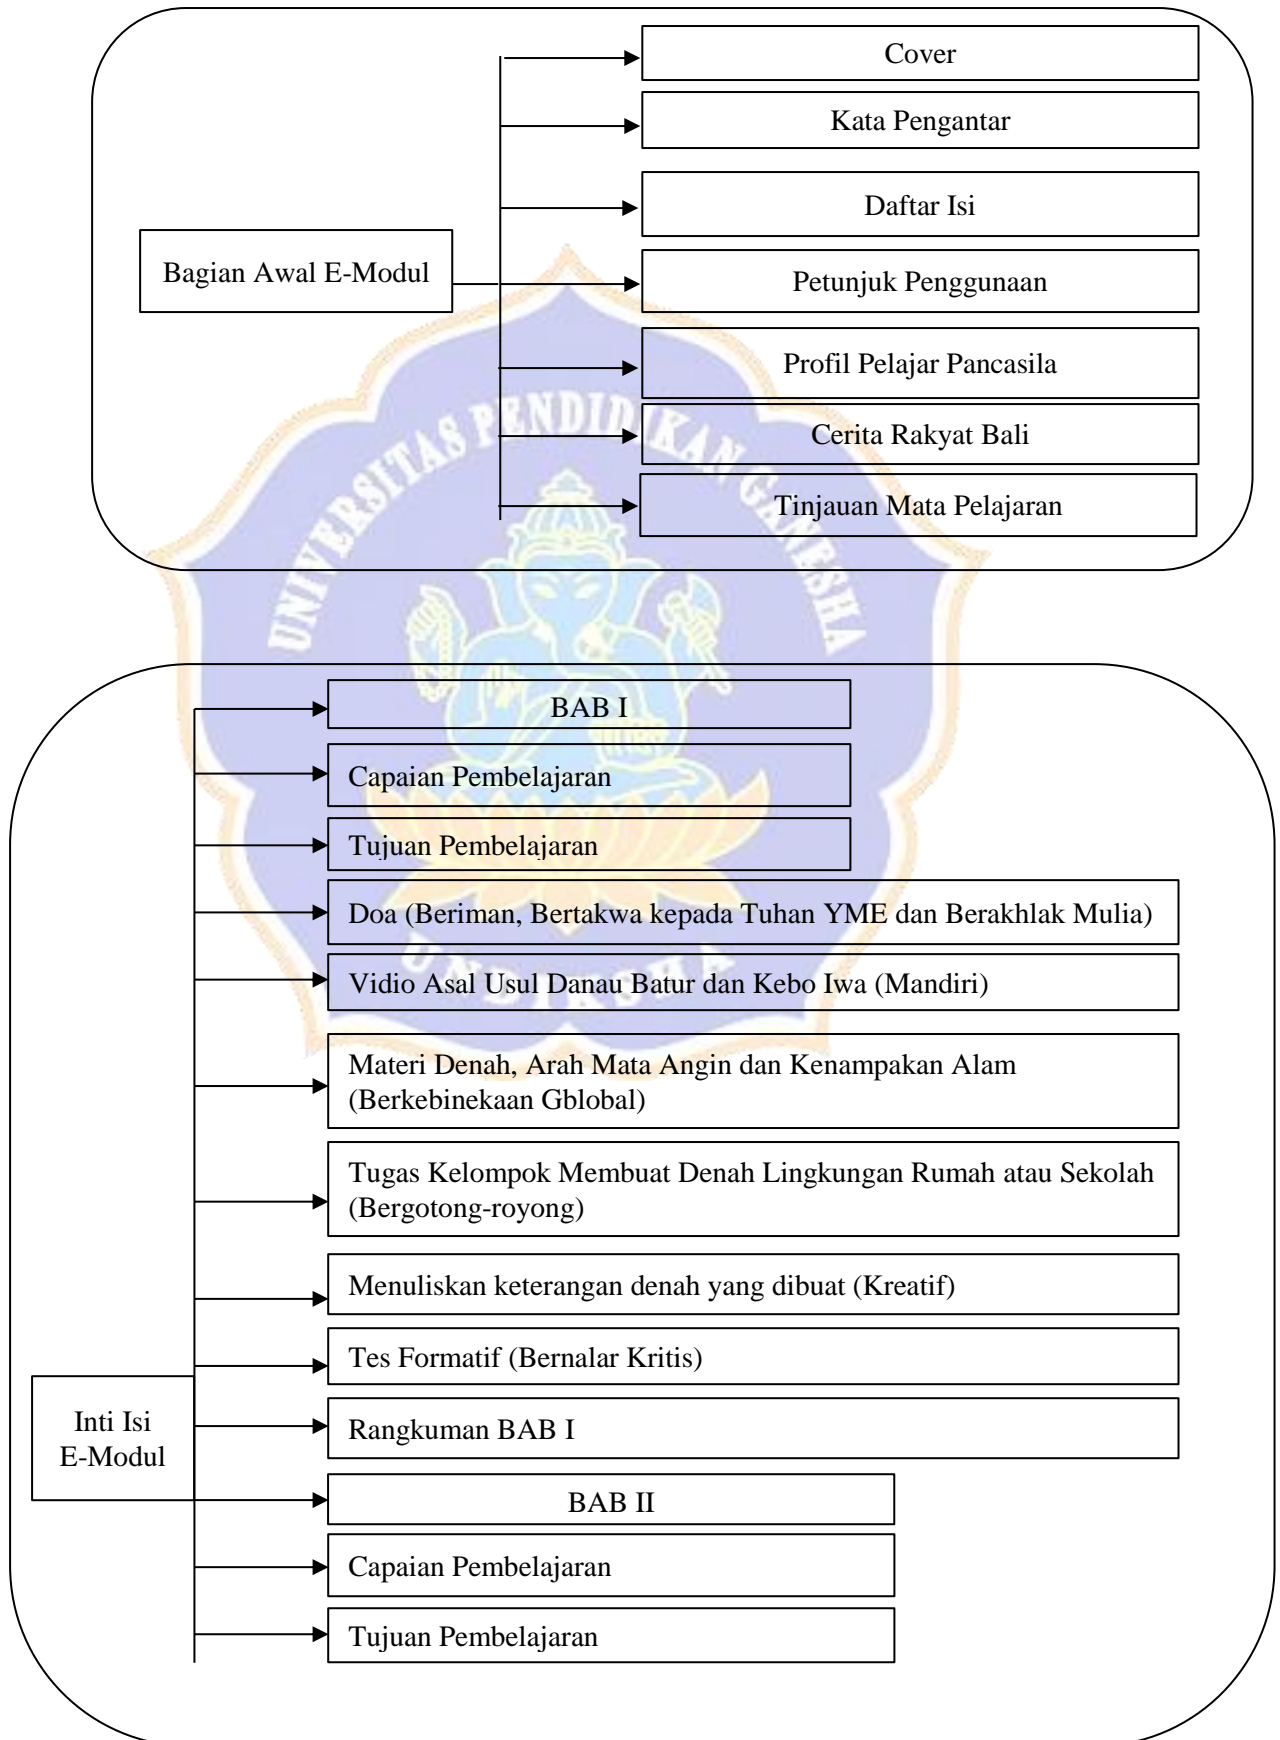 Cover
Kata Pengantar
Daftar Isi
Bagian Awal E-Modul
Petunjuk Penggunaan
Profil Pelajar Pancasila
Cerita Rakyat Bali
Tinjauan Mata Pelajaran
UNIVERSITAS PENDIDIKAN GANESHA
UNDIKSHA
BAB I
Capaian Pembelajaran
Tujuan Pembelajaran
Doa (Beriman, Bertakwa kepada Tuhan YME dan Berakhlak Mulia)
Vidio Asal Usul Danau Batur dan Kebo Iwa (Mandiri)
Materi Denah, Arah Mata Angin dan Kenampakan Alam
(Berkebinekaan Gblobal)
Tugas Kelompok Membuat Denah Lingkungan Rumah atau Sekolah
(Bergotong-royong)
Menuliskan keterangan denah yang dibuat (Kreatif)
Tes Formatif (Bernalar Kritis)
Inti Isi
E-Modul
Rangkuman BAB I
BAB II
Capaian Pembelajaran
Tujuan Pembelajaran